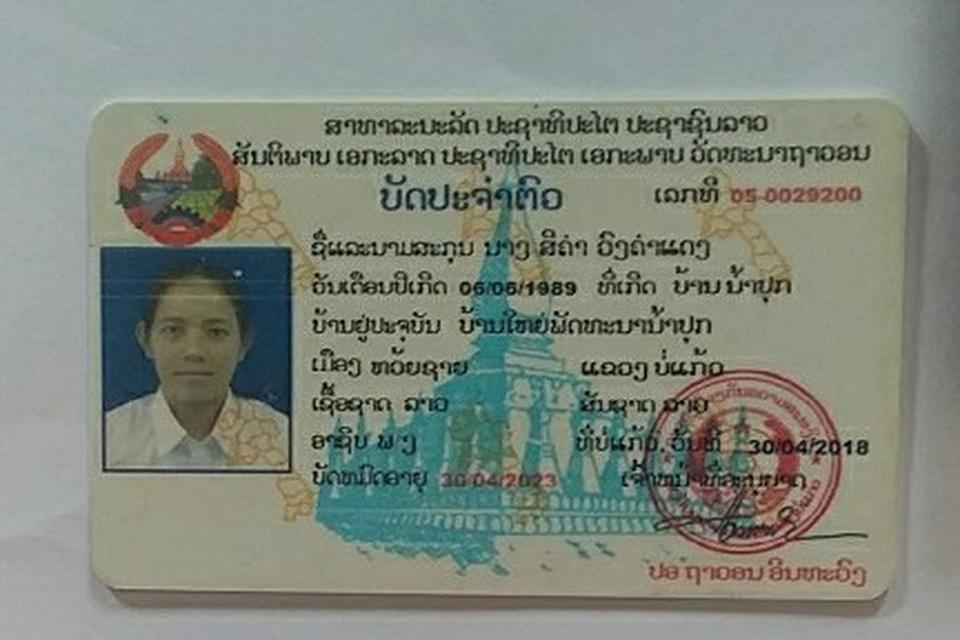 ສາທາລະນະລັດ ປະຊາທິປະໄຕ ປະຊາຊົນລາວ
ສັນຕິພາບ ເອກະລາດ ປະຊາທິປະໄຕ ເອກະພາບ ວັດທະນາຖາວອນ
ບັດປະຈຳຕົວ
ເລກທີ 05-0029200
ຊື່ແລະນາມສະກຸນ ນາງ ສີຄຳ ວົງຄຳແດງ
ວັນເດືອນປີເກີດ 06/06/1989 ທີ່ເກີດ ບ້ານ ນ້ຳປຸກ
ບ້ານຢູ່ປະຈຸບັນ ບ້ານໃຫຍ່ພັດທະນານ້ຳປຸກ
ເມືອງ ຫວ້ຍຊາຍ ແຂວງ ບໍ່ແກ້ວ
ເຊື້ອຊາດ ລາວ ສັນຊາດ ລາວ
ອາຊີບ ພ ງ ທີ່ບໍ່ແກ້ວ, ວັນທີ 30/04/2018
ບັດຫມົດອາຍຸ 30/04/2023 ເຈົ້າຫນ້າທີ່ອະນຸຍາດ
ປອ ຖາວອນ ອິນທະວົງ